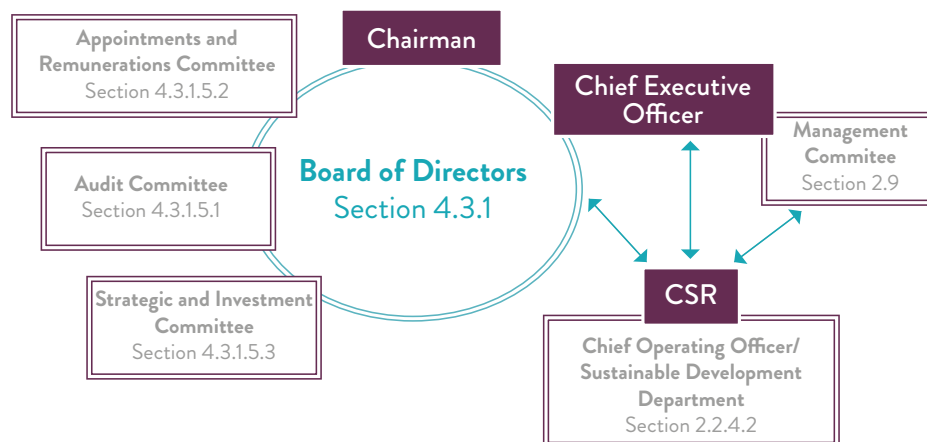 Appointments and
Remunerations Committee
Section 4.3.1.5.2
Chairman
Chief Executive
Officer
Management
Commitee
Section 2.9
Audit Committee
Section 4.3.1.5.1
Board of Directors
Section 4.3.1
Strategic and Investment
Committee
Section 4.3.1.5.3
CSR
Chief Operating Officer/
Sustainable Development
Department
Section 2.2.4.2